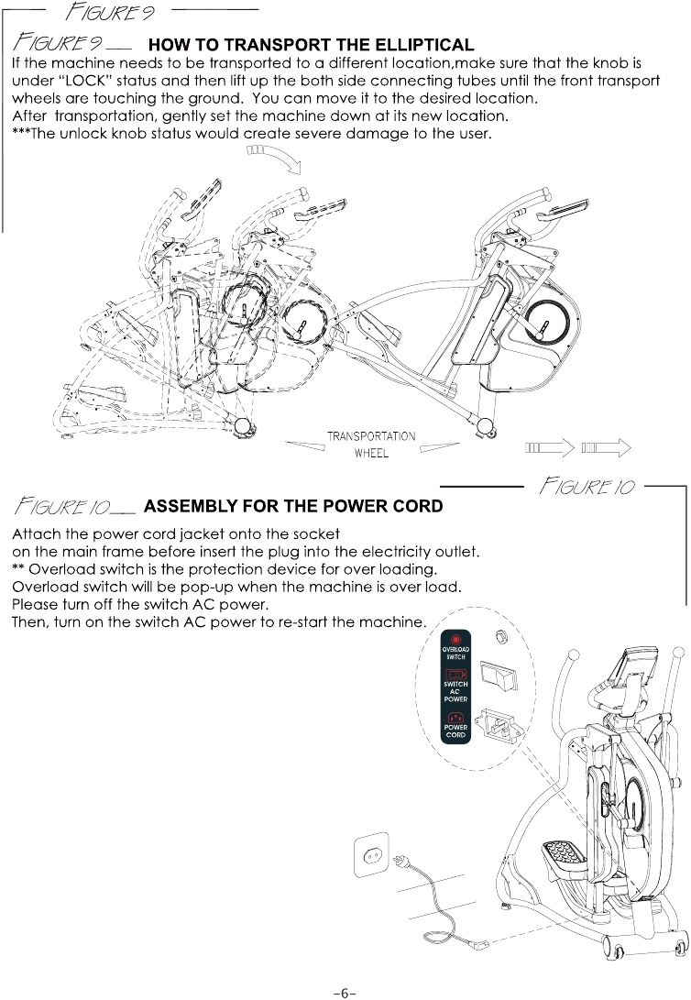 FIGURE 9
FIGURE 9__ HOW TO TRANSPORT THE ELLIPTICAL
If the machine needs to be transported to a different location,make sure that the knob is
under “LOCK” status and then lift up the both side connecting tubes until the front transport
wheels are touching the ground. You can move it to the desired location.
After transportation, gently set the machine down at its new location.
***The unlock knob status would create severe damage to the user.
TRANSPORTATION
WHEEL
FIGURE 10
FIGURE 10__ ASSEMBLY FOR THE POWER CORD
Attach the power cord jacket onto the socket
on the main frame before insert the plug into the electricity outlet.
** Overload switch is the protection device for over loading.
Overload switch will be pop-up when the machine is over load.
Please turn off the switch AC power.
Then, turn on the switch AC power to re-start the machine.
OVERLOAD
SWITCH
SWITCH
AC
POWER
POWER
CORD
-6-